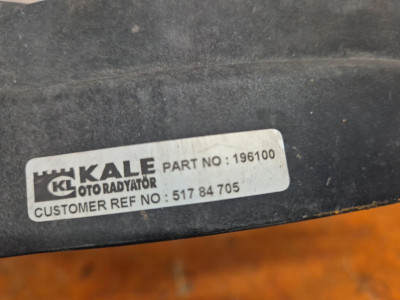 KL KALE PART NO : 196100
OTO RADYATÖR
CUSTOMER REF NO : 517 84 705